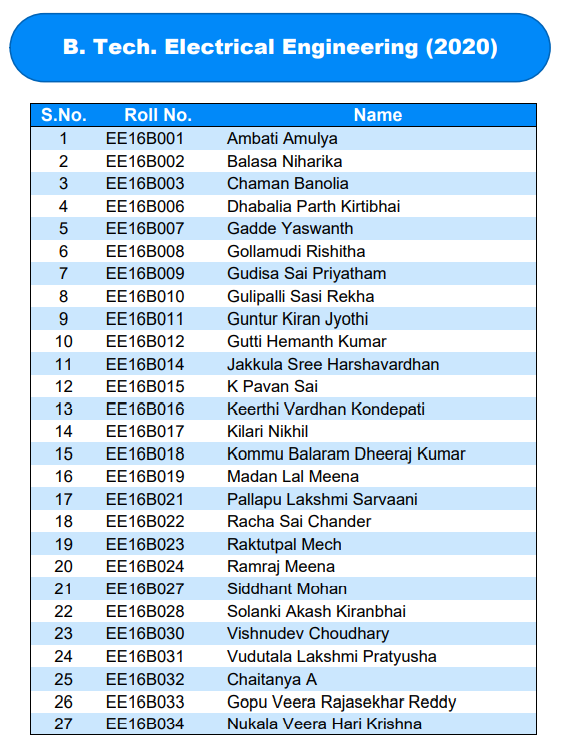 B. Tech. Electrical Engineering (2020)
S.No. Roll No. Name
1 EE16B001 Ambati Amulya
2 EE16B002 Balasa Niharika
3 EE16B003 Chaman Banolia
4 EE16B006 Dhabalia Parth Kirtibhai
5 EE16B007 Gadde Yaswanth
6 EE16B008 Gollamudi Rishitha
7 EE16B009 Gudisa Sai Priyatham
8 EE16B010 Gulipalli Sasi Rekha
9 EE16B011 Guntur Kiran Jyothi
10 EE16B012 Gutti Hemanth Kumar
11 EE16B014 Jakkula Sree Harshavardhan
12 EE16B015 K Pavan Sai
13 EE16B016 Keerthi Vardhan Kondepati
14 EE16B017 Kilari Nikhil
15 EE16B018 Kommu Balaram Dheeraj Kumar
16 EE16B019 Madan Lal Meena
17 EE16B021 Pallapu Lakshmi Sarvaani
18 EE16B022 Racha Sai Chander
19 EE16B023 Raktutpal Mech
20 EE16B024 Ramraj Meena
21 EE16B027 Siddhant Mohan
22 EE16B028 Solanki Akash Kiranbhai
23 EE16B030 Vishnudev Choudhary
24 EE16B031 Vudutala Lakshmi Pratyusha
25 EE16B032 Chaitanya A
26 EE16B033 Gopu Veera Rajasekhar Reddy
27 EE16B034 Nukala Veera Hari Krishna